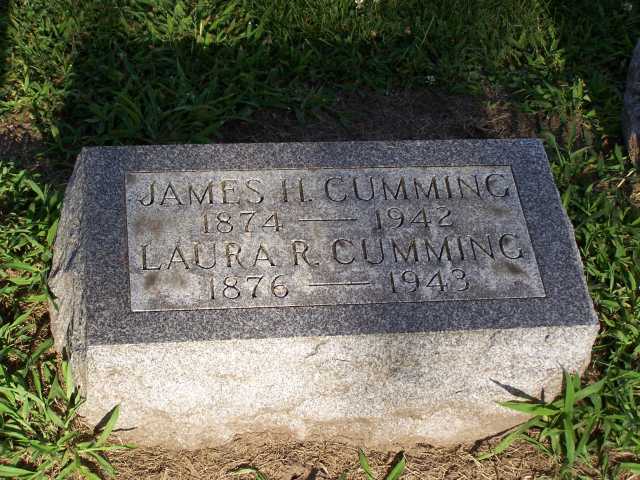 JAMES H. CUMMING
1874 — 1942
LAURA R. CUMMING
1876 — 1943